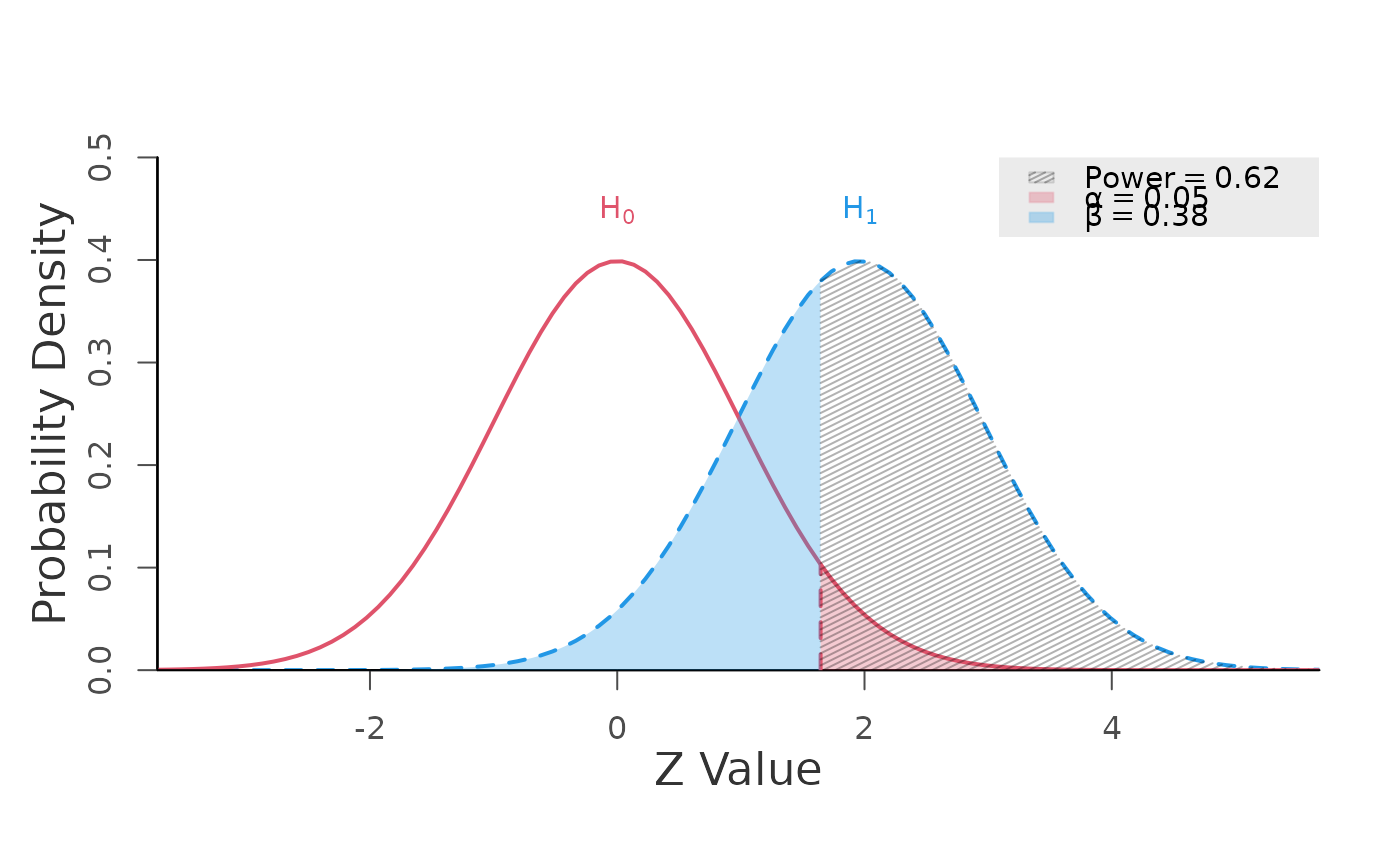 0.5
0.4
0.3
0.2
0.1
0.0
Probability Density
H₀
H₁
Power = 0.62
α = 0.05
β = 0.38
-2
0
2
4
Z Value